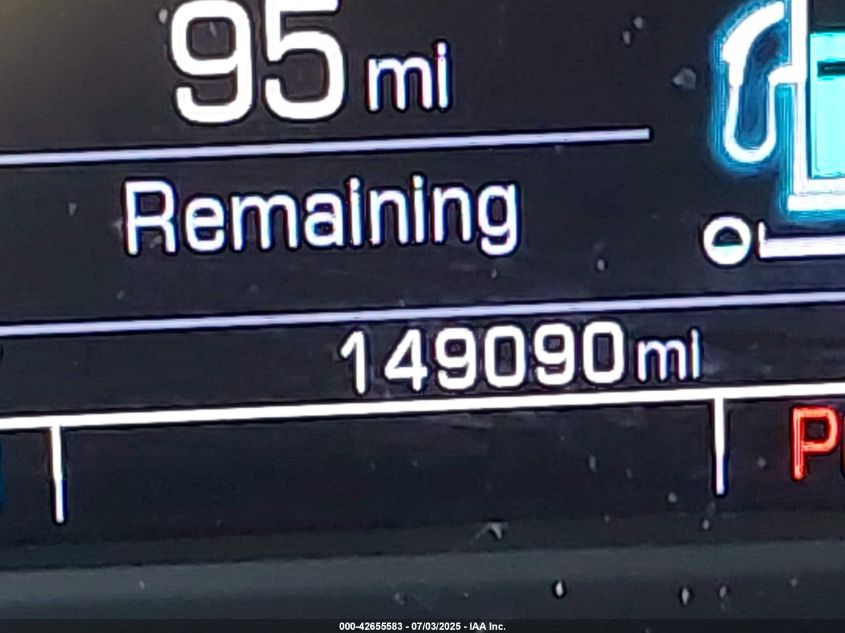 95 mi
Remaining
149090 mi
P
000-42655583 - 07/03/2025 - IAA Inc.